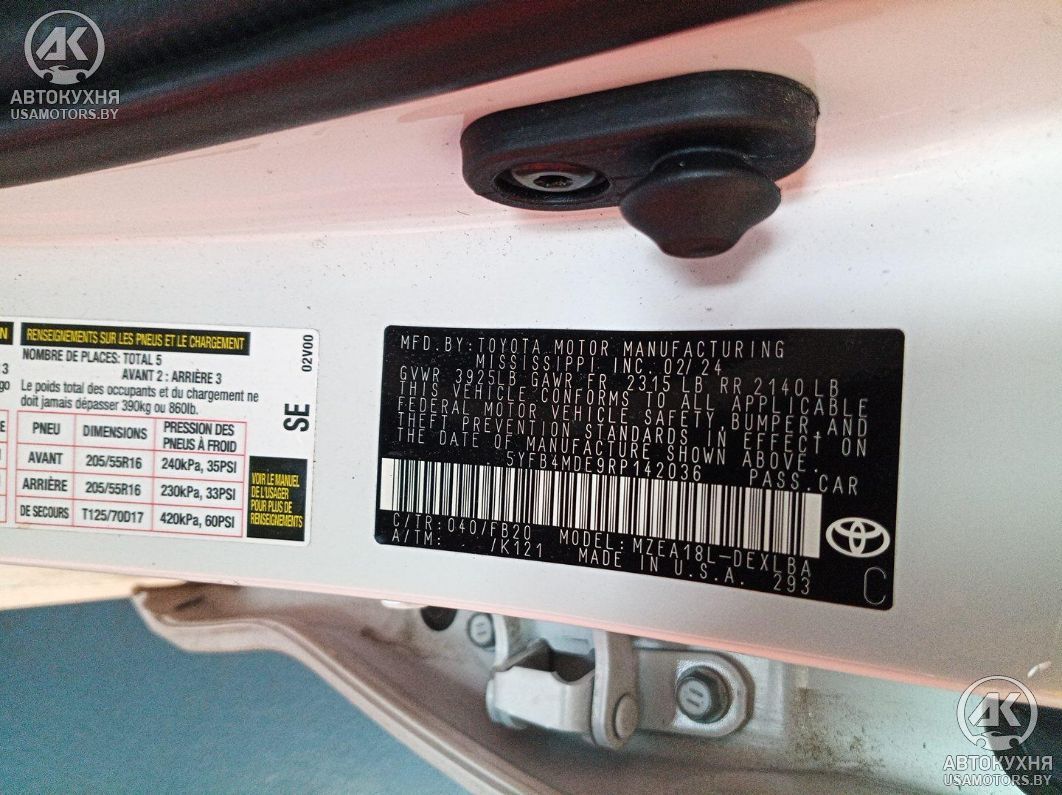 АК
АВТОКУХНЯ
USAMOTORS.BY
N
RENSEIGNEMENTS SUR LES PNEUS ET LE CHARGEMENT
NOMBRE DE PLACES: TOTAL 5
AVANT 2 : ARRIÈRE 3
Le poids total des occupants et du chargement ne
doit jamais dépasser 390kg ou 860lb.
PNEU DIMENSIONS PRESSION DES PNEUS À FROID
AVANT 205/55R16 240kPa, 35PSI
ARRIÈRE 205/55R16 230kPa, 33PSI
DE SECOURS T125/70D17 420kPa, 60PSI
02V00
SE
VOIR LE MANUEL
DE L'USAGER
POUR PLUS DE
RENSEIGNEMENTS
MFD. BY: TOYOTA MOTOR MANUFACTURING
MISSISSIPPI, INC. 02/24
GVWR 3925LB GAWR FR 2315 LB RR 2140 LB
THIS VEHICLE CONFORMS TO ALL APPLICABLE
FEDERAL MOTOR VEHICLE SAFETY, BUMPER AND
THEFT PREVENTION STANDARDS IN EFFECT ON
THE DATE OF MANUFACTURE SHOWN ABOVE.
5YFB4MDE9RP142036 PASS.CAR
C/TR: 040/FB20 MODEL: MZEA18L-DEXLBA
A/TM: /K121 MADE IN U.S.A. 293
C
АК
АВТОКУХНЯ
USAMOTORS.BY